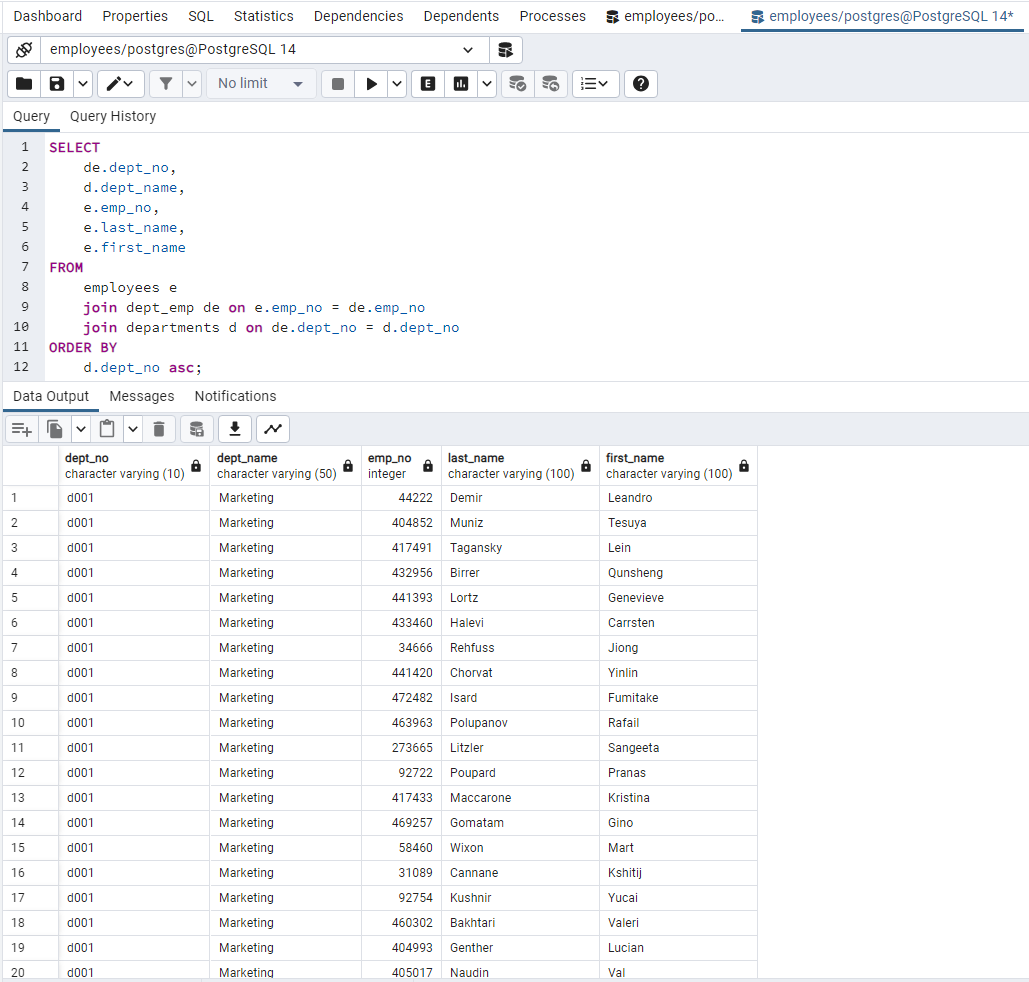 Dashboard Properties SQL Statistics Dependencies Dependents Processes employees/po... employees/postgres@PostgreSQL 14*
employees/postgres@PostgreSQL 14
No limit E
Query Query History
1 SELECT
2 de.dept_no,
3 d.dept_name,
4 e.emp_no,
5 e.last_name,
6 e.first_name
7 FROM
8 employees e
9 join dept_emp de on e.emp_no = de.emp_no
10 join departments d on de.dept_no = d.dept_no
11 ORDER BY
12 d.dept_no asc;
Data Output Messages Notifications
dept_no dept_name emp_no last_name first_name
character varying (10) character varying (50) integer character varying (100) character varying (100)
1 d001 Marketing 44222 Demir Leandro
2 d001 Marketing 404852 Muniz Tesuya
3 d001 Marketing 417491 Tagansky Lein
4 d001 Marketing 432956 Birrer Qunsheng
5 d001 Marketing 441393 Lortz Genevieve
6 d001 Marketing 433460 Halevi Carrsten
7 d001 Marketing 34666 Rehfuss Jiong
8 d001 Marketing 441420 Chorvat Yinlin
9 d001 Marketing 472482 Isard Fumitake
10 d001 Marketing 463963 Polupanov Rafail
11 d001 Marketing 273665 Litzler Sangeeta
12 d001 Marketing 92722 Poupard Pranas
13 d001 Marketing 417433 Maccarone Kristina
14 d001 Marketing 469257 Gomatam Gino
15 d001 Marketing 58460 Wixon Mart
16 d001 Marketing 31089 Cannane Kshitij
17 d001 Marketing 92754 Kushnir Yucai
18 d001 Marketing 460302 Bakhtari Valeri
19 d001 Marketing 404993 Genther Lucian
20 d001 Marketing 405017 Naudin Val